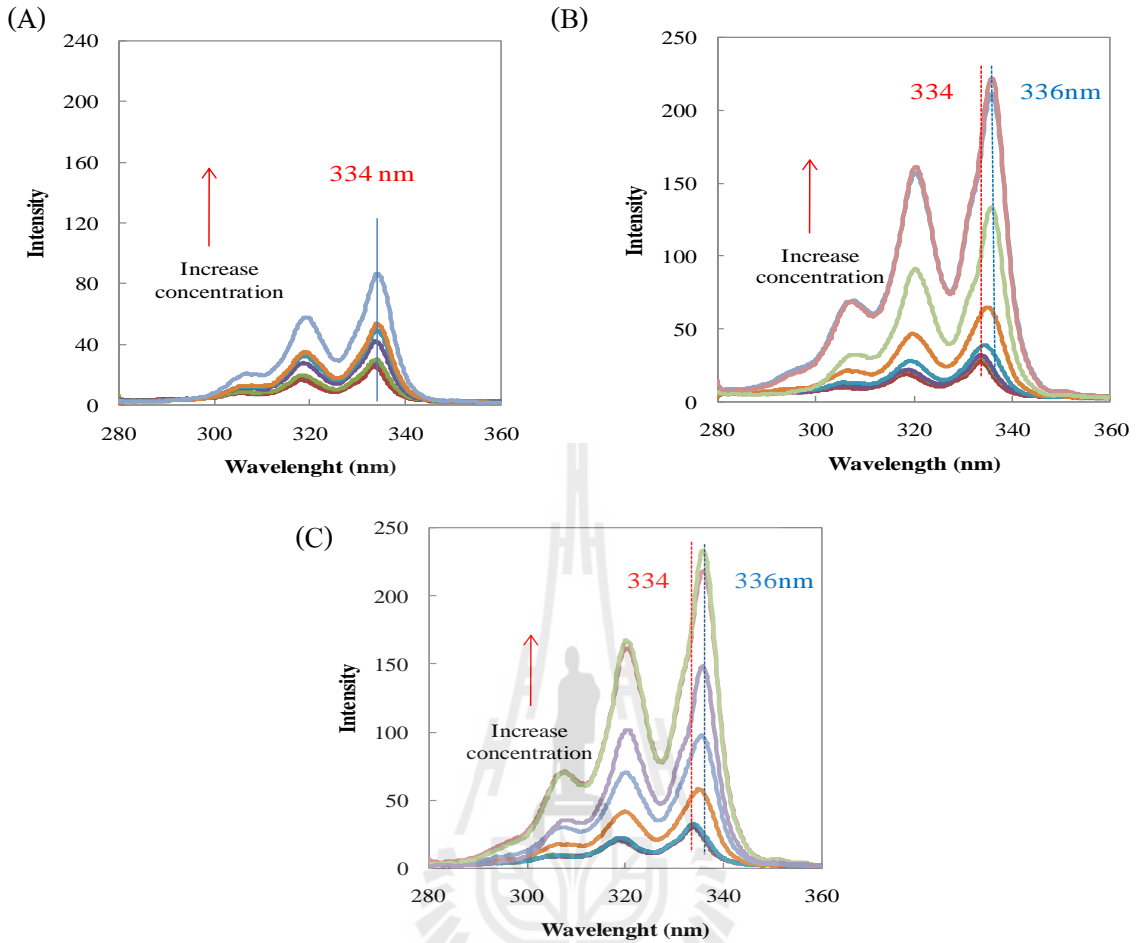 (A)
240
200
160
120
80
40
0
280
300
320
340
360
Intensity
Wavelenght (nm)
334 nm
Increase
concentration
(B)
250
200
150
100
50
0
280
300
320
340
360
Intensity
Wavelength (nm)
334
336nm
Increase
concentration
(C)
250
200
150
100
50
0
280
300
320
340
360
Intensity
Wavelenght (nm)
334
336nm
Increase
concentration